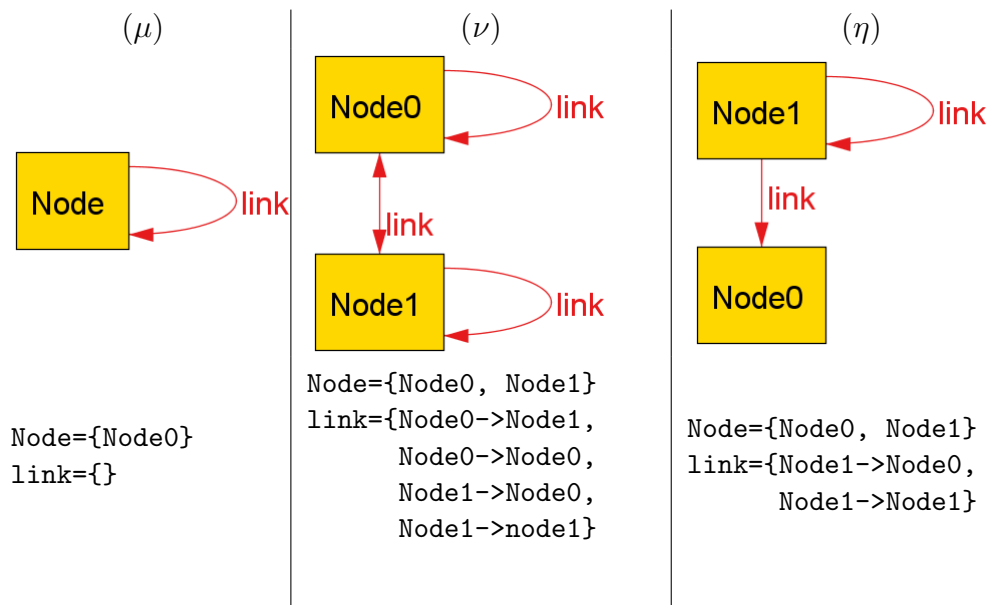 (μ)
Node
link
Node={Node0}
link={}
(ν)
Node0
link
link
Node1
link
Node={Node0, Node1}
link={Node0->Node1,
Node0->Node0,
Node1->Node0,
Node1->node1}
(η)
Node1
link
link
Node0
Node={Node0, Node1}
link={Node1->Node0,
Node1->Node1}